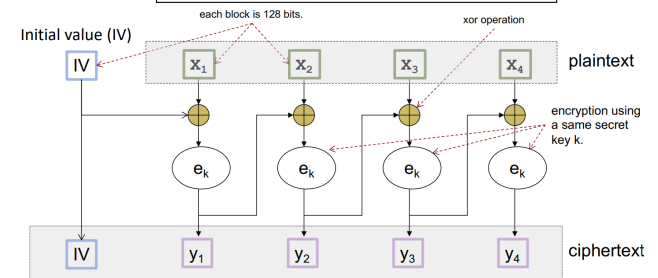 each block is 128 bits.
xor operation
Initial value (IV)
IV x₁ x₂ x₃ x₄ plaintext
encryption using
a same secret
key k.
eₖ eₖ eₖ eₖ
IV y₁ y₂ y₃ y₄ ciphertext